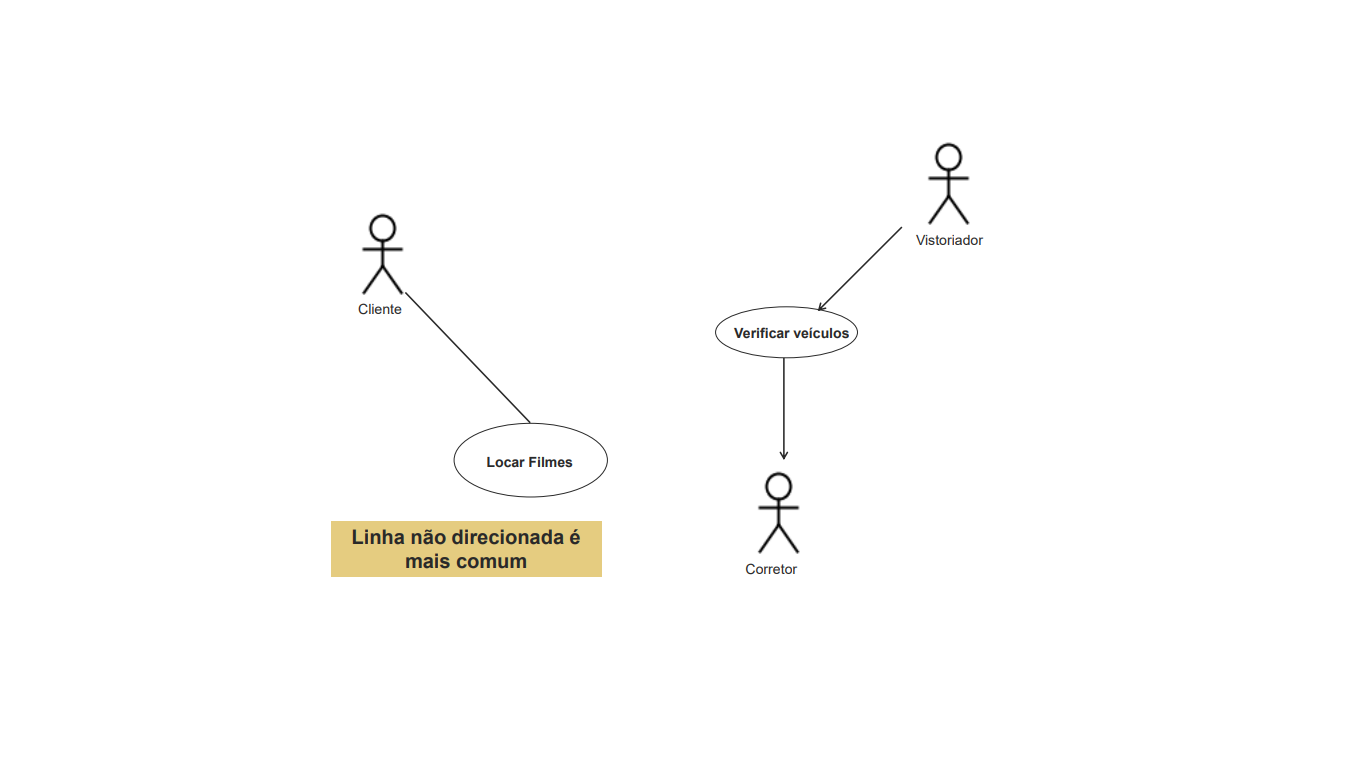 Cliente
Locar Filmes
Linha não direcionada é
mais comum
Vistoriador
Verificar veículos
Corretor